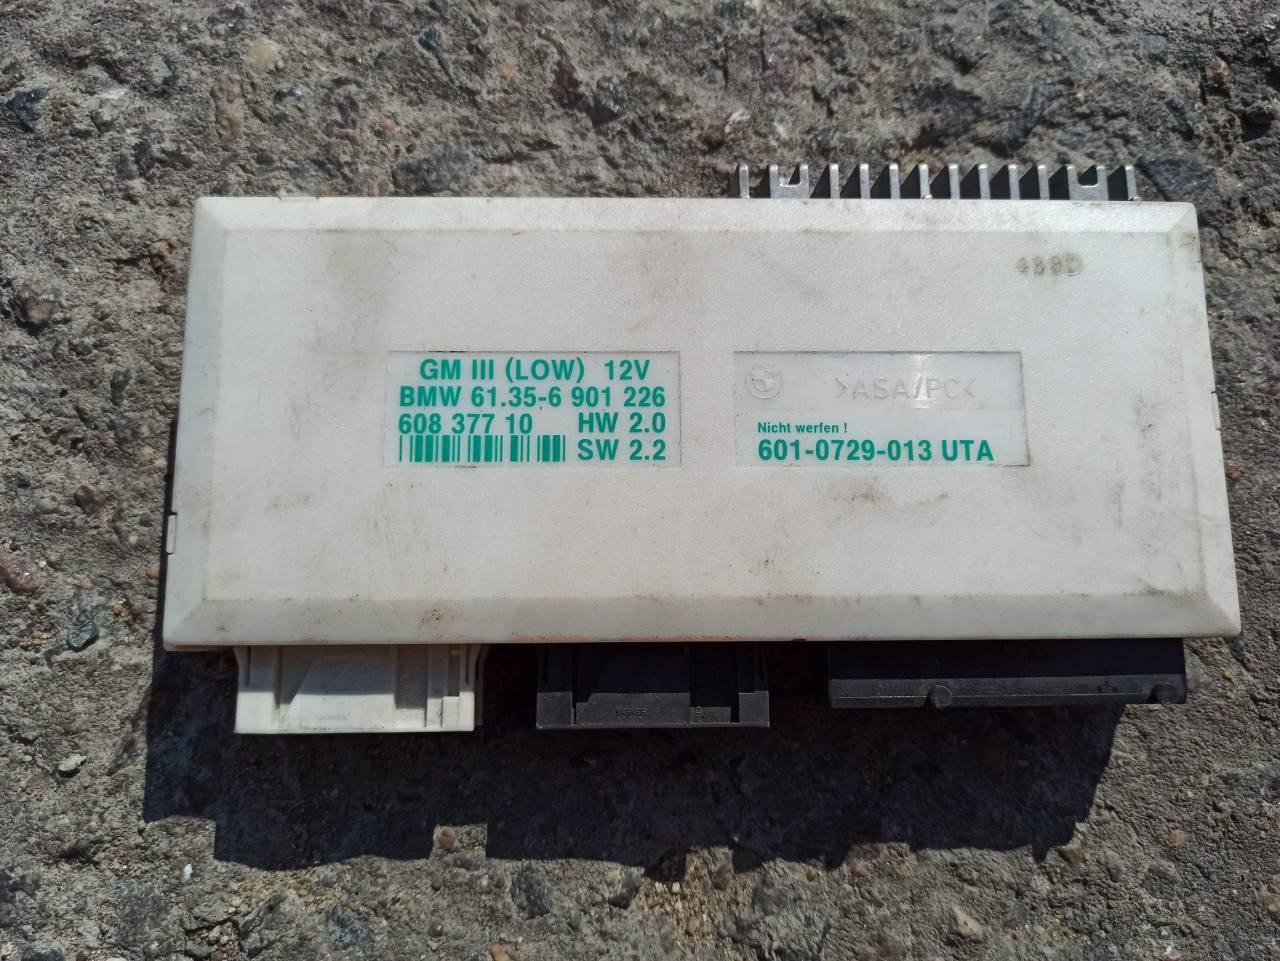 GM III (LOW) 12V
BMW 61.35-6 901 226
608 377 10 HW 2.0
SW 2.2
>ASA/PC<
Nicht werfen !
601-0729-013 UTA